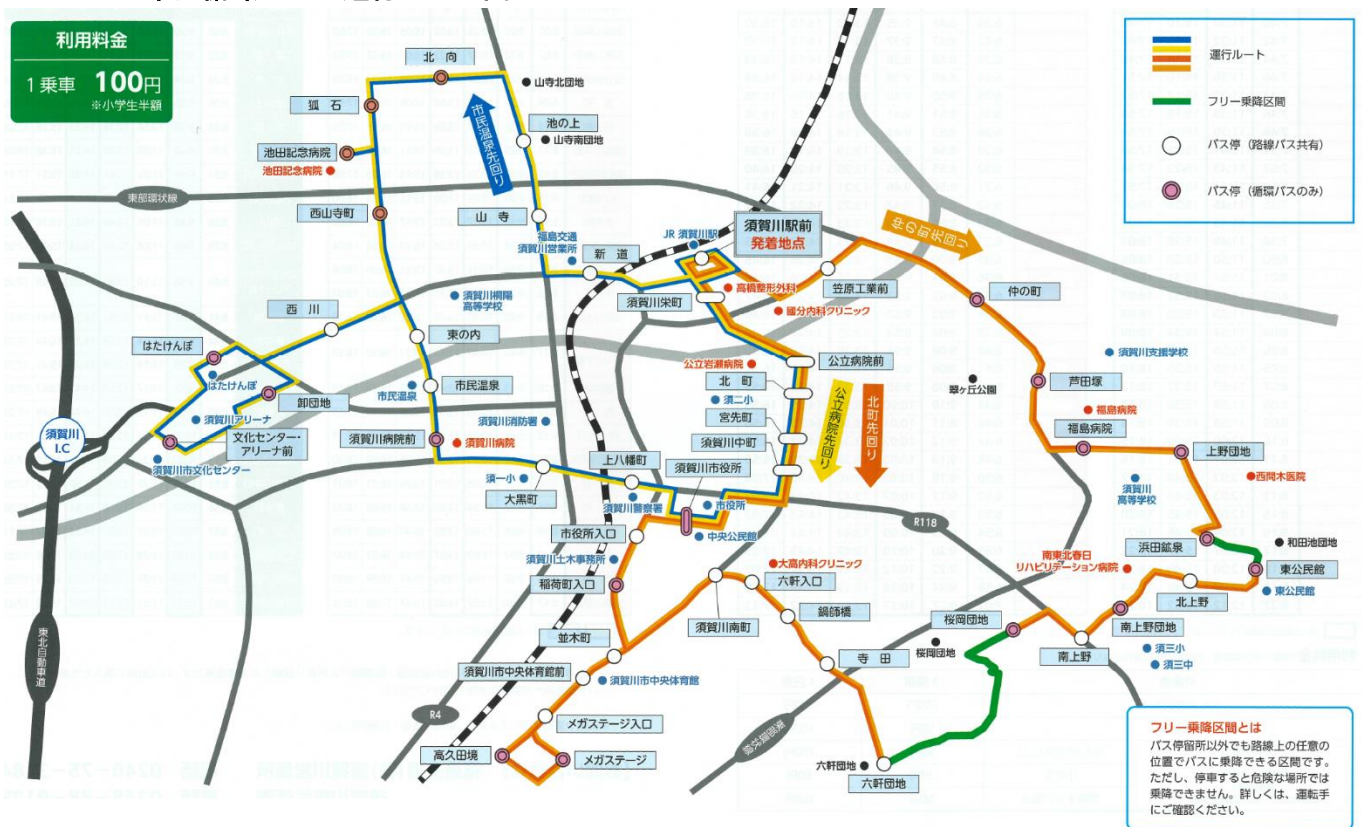 利用料金
1乗車 100円
※小学生半額
運行ルート
フリー乗降区間
バス停(路線バス共有)
バス停(循環バスのみ)
北向
山寺北団地
狐石
市民温泉先回り
池の上
山寺南団地
池田記念病院
池田記念病院
東部環状線
西山寺町
山寺
福島交通
須賀川営業所
新道
JR 須賀川駅
須賀川駅前
発着地点
仲の町先回り
須賀川栄町
高橋整形外科
笠原工業前
國分内科クリニック
仲の町
須賀川桐陽
高等学校
西川
東の内
はたけんぼ
はたけんぼ
公立岩瀬病院
公立病院前
須賀川支援学校
市民温泉
市民温泉
北町
須二小
翠ヶ丘公園
芦田塚
卸団地
須賀川アリーナ
宮先町
公立病院先回り
北町先回り
福島病院
福島病院
須賀川
I.C
文化センター・
アリーナ前
須賀川消防署
須賀川病院前
須賀川病院
須賀川中町
上野団地
須賀川市文化センター
上八幡町
須賀川市役所
須一小
大黒町
須賀川警察署
市役所
須賀川
高等学校
西間木医院
R118
市役所入口
中央公民館
浜田鉱泉
和田池団地
須賀川土木事務所
大高内科クリニック
南東北春日
リハビリテーション病院
東公民館
稲荷町入口
六軒入口
北上野
東公民館
須賀川南町
鍋師橋
桜岡団地
南上野団地
東北自動車道
並木町
桜岡団地
南上野
須三小
須賀川市中央体育館前
寺田
須三中
須賀川市中央体育館
R4
メガステージ入口
東部環状線
高久田境
メガステージ
六軒団地
六軒団地
フリー乗降区間とは
バス停留所以外でも路線上の任意の
位置でバスに乗降できる区間です。
ただし、停車すると危険な場所では
乗降できません。詳しくは、運転手
にご確認ください。